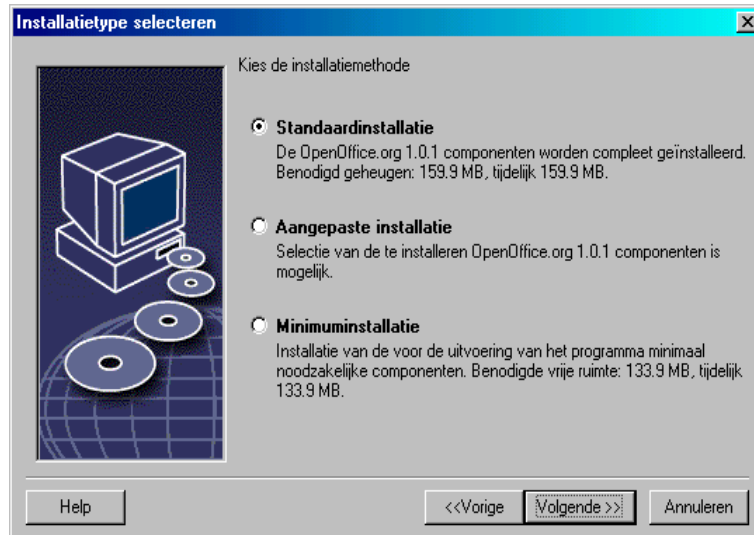 Installatietype selecteren
Kies de installatiemethode
Standaardinstallatie
De OpenOffice.org 1.0.1 componenten worden compleet geïnstalleerd.
Benodigd geheugen: 159.9 MB, tijdelijk 159.9 MB.
Aangepaste installatie
Selectie van de te installeren OpenOffice.org 1.0.1 componenten is
mogelijk.
Minimuminstallatie
Installatie van de voor de uitvoering van het programma minimaal
noodzakelijke componenten. Benodigde vrije ruimte: 133.9 MB, tijdelijk
133.9 MB.
Help
<<Vorige
Volgende >>
Annuleren